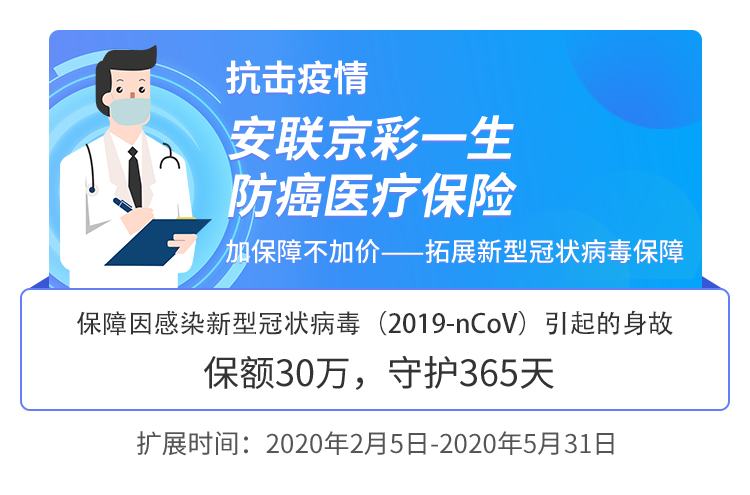 抗击疫情
安联京彩一生
防癌医疗保险
加保障不加价——拓展新型冠状病毒保障
保障因感染新型冠状病毒（2019-nCoV）引起的身故
保额30万，守护365天
扩展时间：2020年2月5日-2020年5月31日